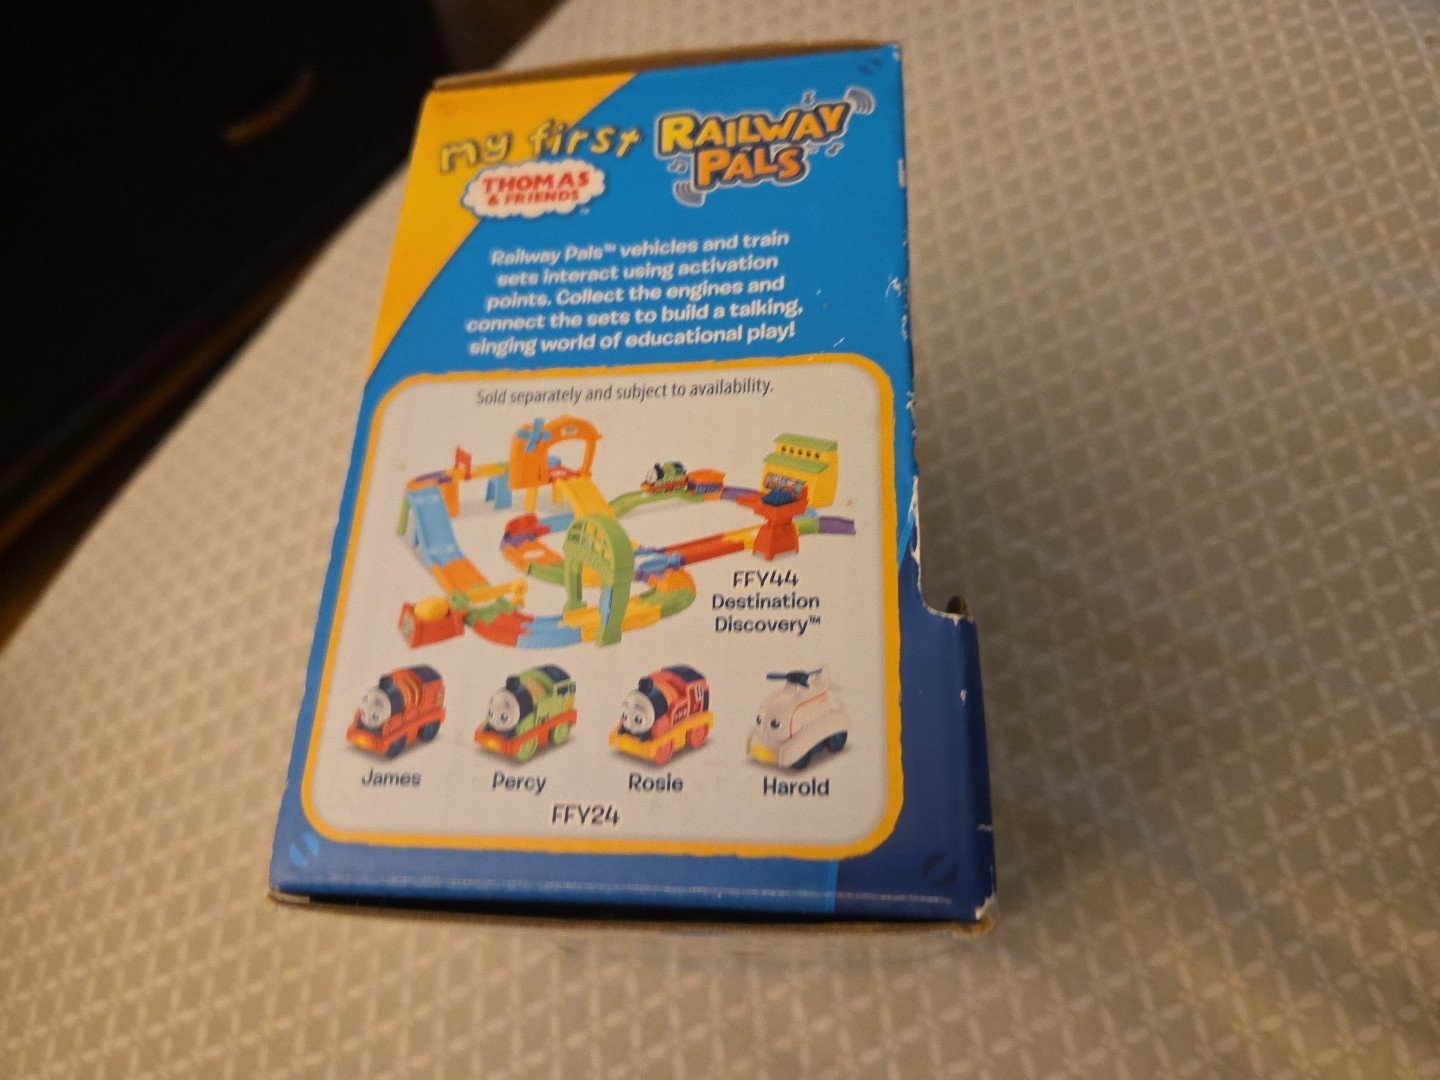 my first
THOMAS
& FRIENDS™
RAILWAY
PALS
Railway Pals™ vehicles and train
sets interact using activation
points. Collect the engines and
connect the sets to build a talking,
singing world of educational play!
Sold separately and subject to availability.
FFY44
Destination
Discovery™
James
Percy
Rosie
Harold
FFY24